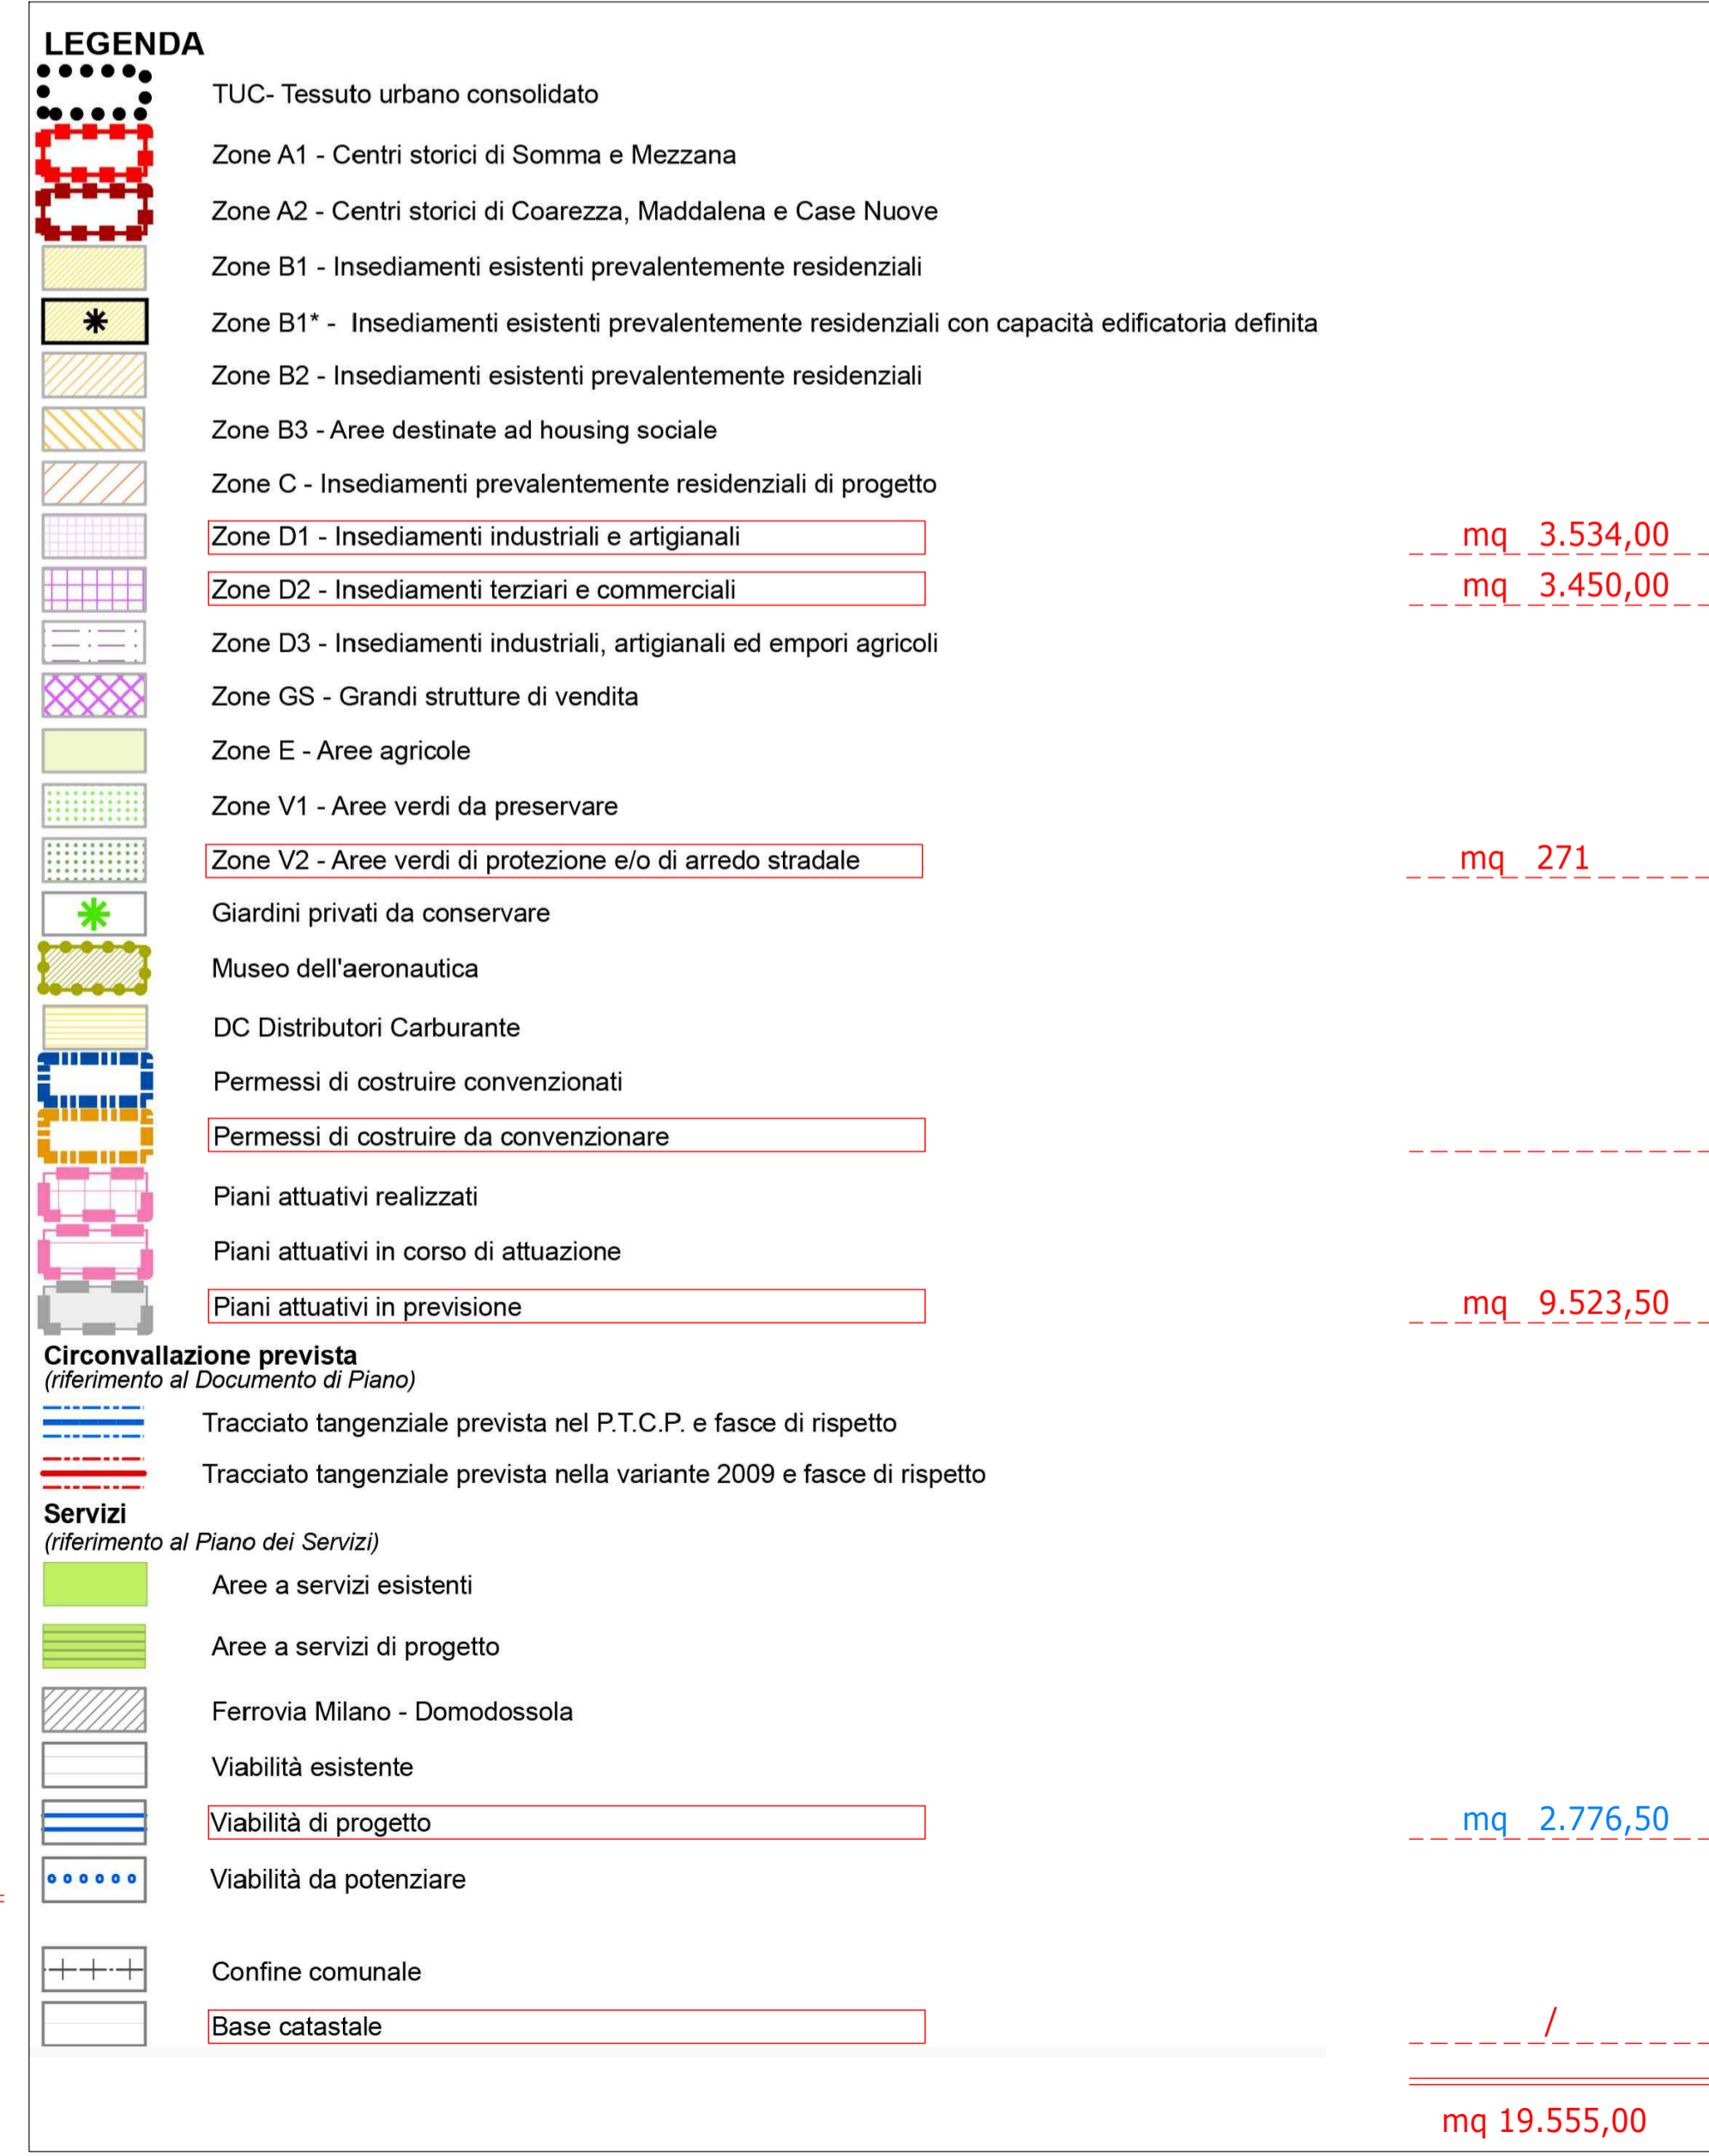 LEGENDA
TUC- Tessuto urbano consolidato
Zone A1 - Centri storici di Somma e Mezzana
Zone A2 - Centri storici di Coarezza, Maddalena e Case Nuove
Zone B1 - Insediamenti esistenti prevalentemente residenziali
Zone B1* - Insediamenti esistenti prevalentemente residenziali con capacità edificatoria definita
Zone B2 - Insediamenti esistenti prevalentemente residenziali
Zone B3 - Aree destinate ad housing sociale
Zone C - Insediamenti prevalentemente residenziali di progetto
Zone D1 - Insediamenti industriali e artigianali mq 3.534,00
Zone D2 - Insediamenti terziari e commerciali mq 3.450,00
Zone D3 - Insediamenti industriali, artigianali ed empori agricoli
Zone GS - Grandi strutture di vendita
Zone E - Aree agricole
Zone V1 - Aree verdi da preservare
Zone V2 - Aree verdi di protezione e/o di arredo stradale mq 271
Giardini privati da conservare
Museo dell'aeronautica
DC Distributori Carburante
Permessi di costruire convenzionati
Permessi di costruire da convenzionare
Piani attuativi realizzati
Piani attuativi in corso di attuazione
Piani attuativi in previsione mq 9.523,50
Circonvallazione prevista
(riferimento al Documento di Piano)
Tracciato tangenziale prevista nel P.T.C.P. e fasce di rispetto
Tracciato tangenziale prevista nella variante 2009 e fasce di rispetto
Servizi
(riferimento al Piano dei Servizi)
Aree a servizi esistenti
Aree a servizi di progetto
Ferrovia Milano - Domodossola
Viabilità esistente
Viabilità di progetto mq 2.776,50
Viabilità da potenziare
Confine comunale
Base catastale /
mq 19.555,00